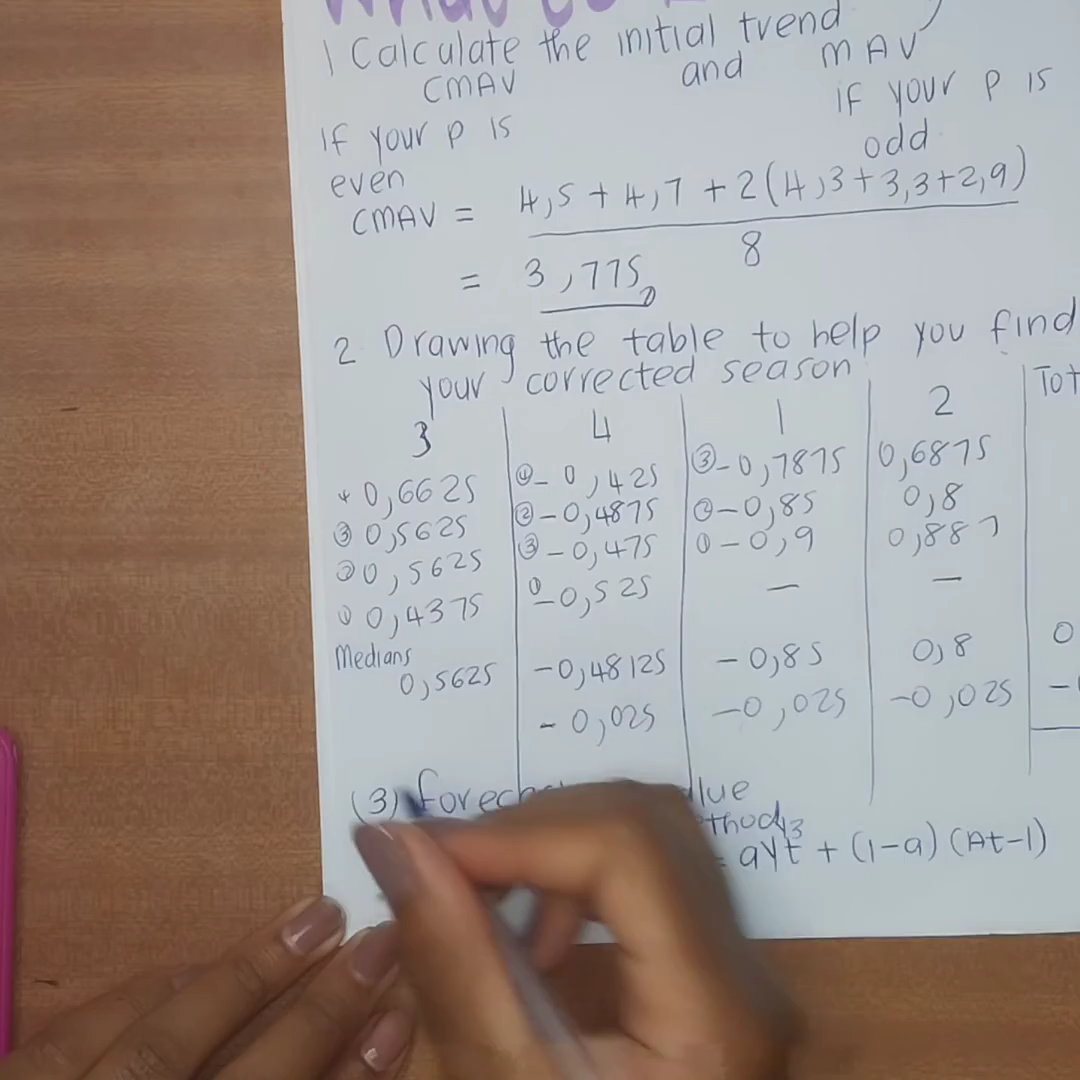 1 Calculate the initial trend
CMAV and MAV
if your p is even
if your p is odd
CMAV = 4,5 + 4,7 + 2(4,3+3,3+2,9)
8
= 3,775
2 Drawing the table to help you find
your corrected season
3 4 1 2 Tot
0,6625 ④-0,425 ③-0,7875 0,6875
③ 0,5625 ②-0,4875 ②-0,85 0,8
② 0,5625 ③-0,475 ①-0,9 0,887
① 0,4375 ①-0,525 — —
Medians
0,5625 -0,48125 -0,85 0,8 0
-0,025 -0,025 -0,025 -
(3)
= aYt + (1-a) (At-1)